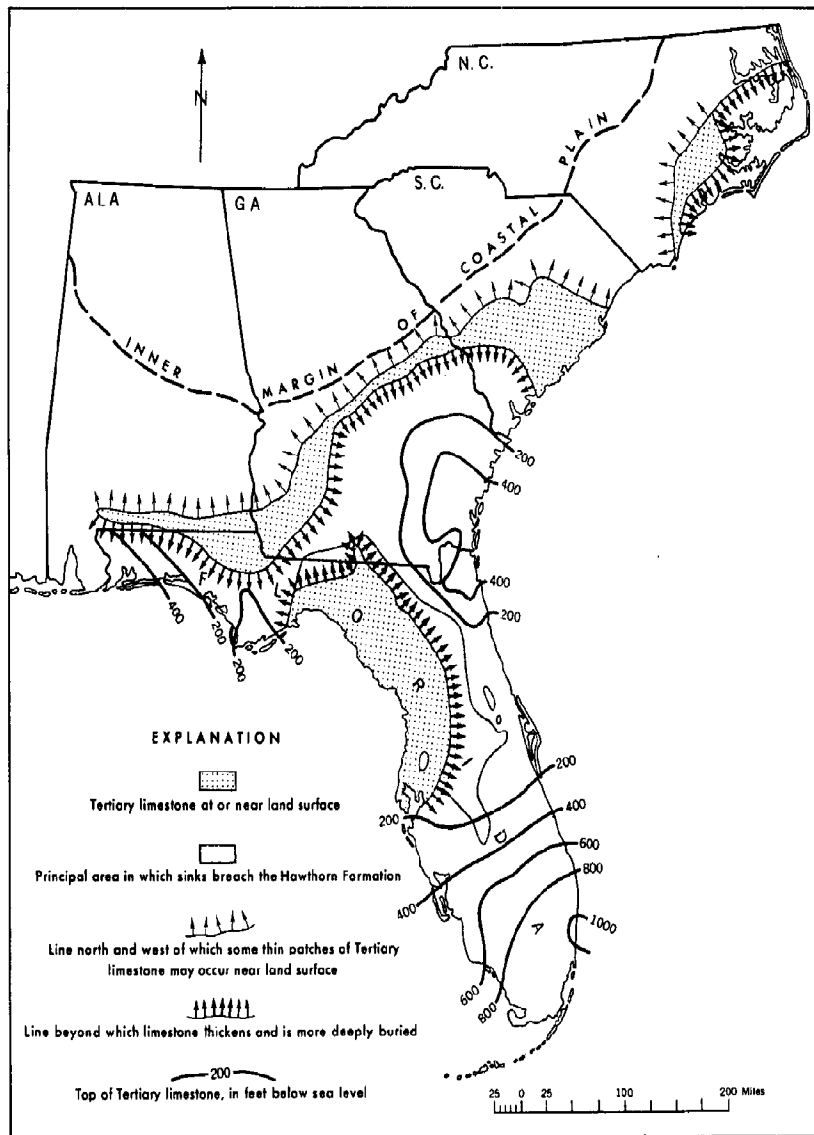 N
N.C.
S.C.
ALA
GA
INNER MARGIN OF COASTAL PLAIN
FLORIDA
200
400
400
200
400
200
200
200
200
200
400
600
800
1000
400
600
800
EXPLANATION
Tertiary limestone at or near land surface
Principal area in which sinks breach the Hawthorn Formation
Line north and west of which some thin patches of Tertiary
limestone may occur near land surface
Line beyond which limestone thickens and is more deeply buried
200
Top of Tertiary limestone, in feet below sea level
25 0 25 100 200 Miles